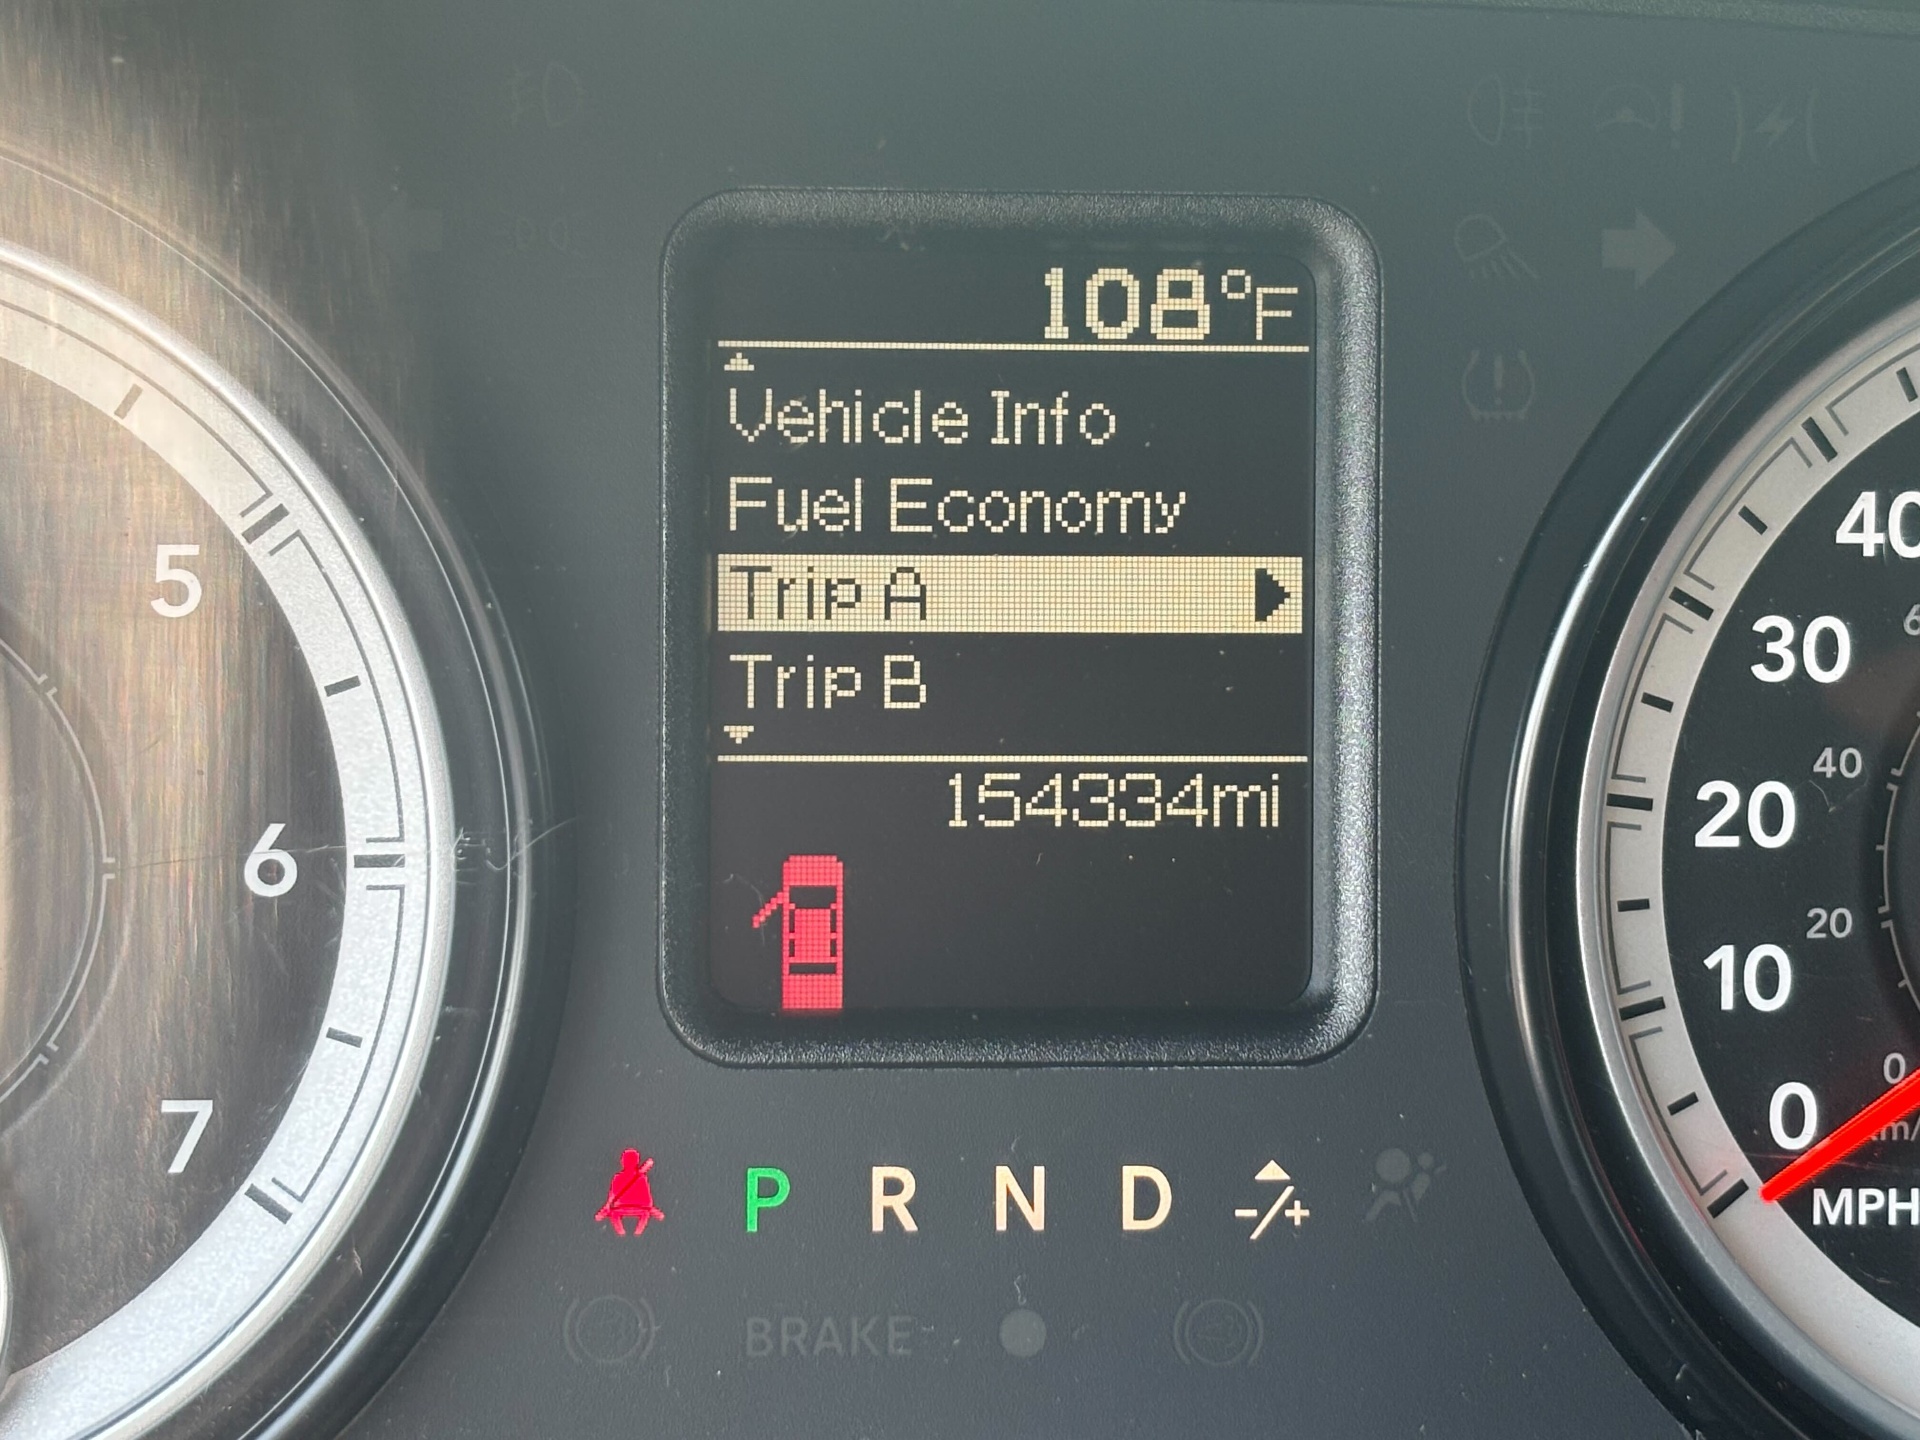 108°F
Vehicle Info
Fuel Economy
Trip A
Trip B
154334mi
5
6
7
40
30
20
10
0
40
20
0
MPH
P R N D -/+
BRAKE